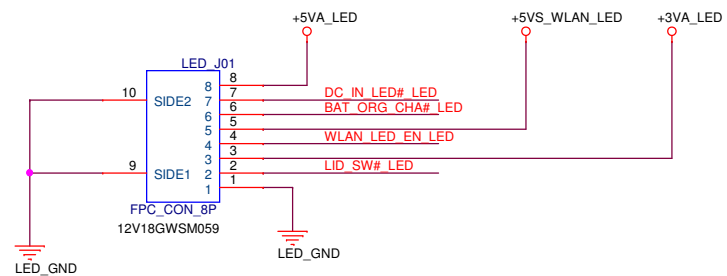 +5VA_LED
+5VS_WLAN_LED
+3VA_LED
LED_J01
8
8
7
DC_IN_LED#_LED
10
SIDE2
7
6
BAT_ORG_CHA#_LED
6
5
5
4
WLAN_LED_EN_LED
4
3
3
2
LID_SW#_LED
9
SIDE1
2
1
1
FPC_CON_8P
12V18GWSM059
LED_GND
LED_GND